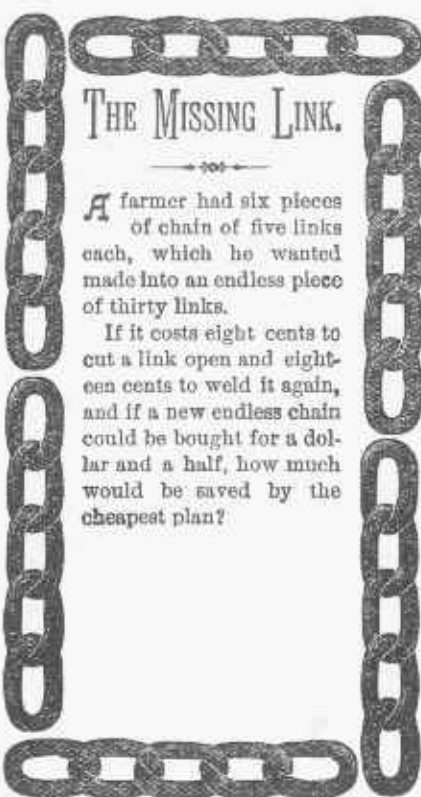 THE MISSING LINK.
A farmer had six pieces
of chain of five links
each, which he wanted
made into an endless piece
of thirty links.
If it costs eight cents to
cut a link open and eight-
een cents to weld it again,
and if a new endless chain
could be bought for a dol-
lar and a half, how much
would be saved by the
cheapest plan?